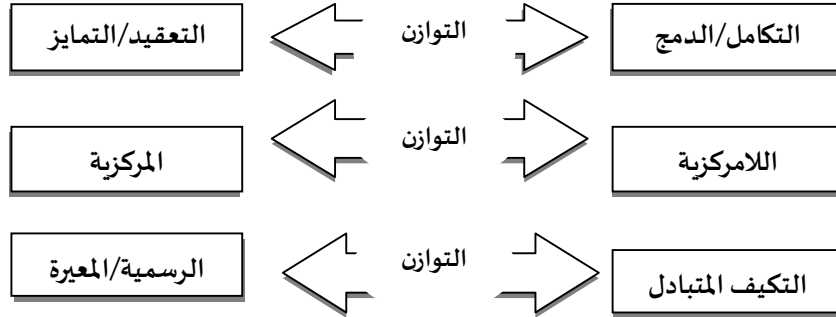 التكامل/الدمج
التوازن
التعقيد/التمايز
اللامركزية
التوازن
المركزية
التكيف المتبادل
التوازن
الرسمية/المعيرة